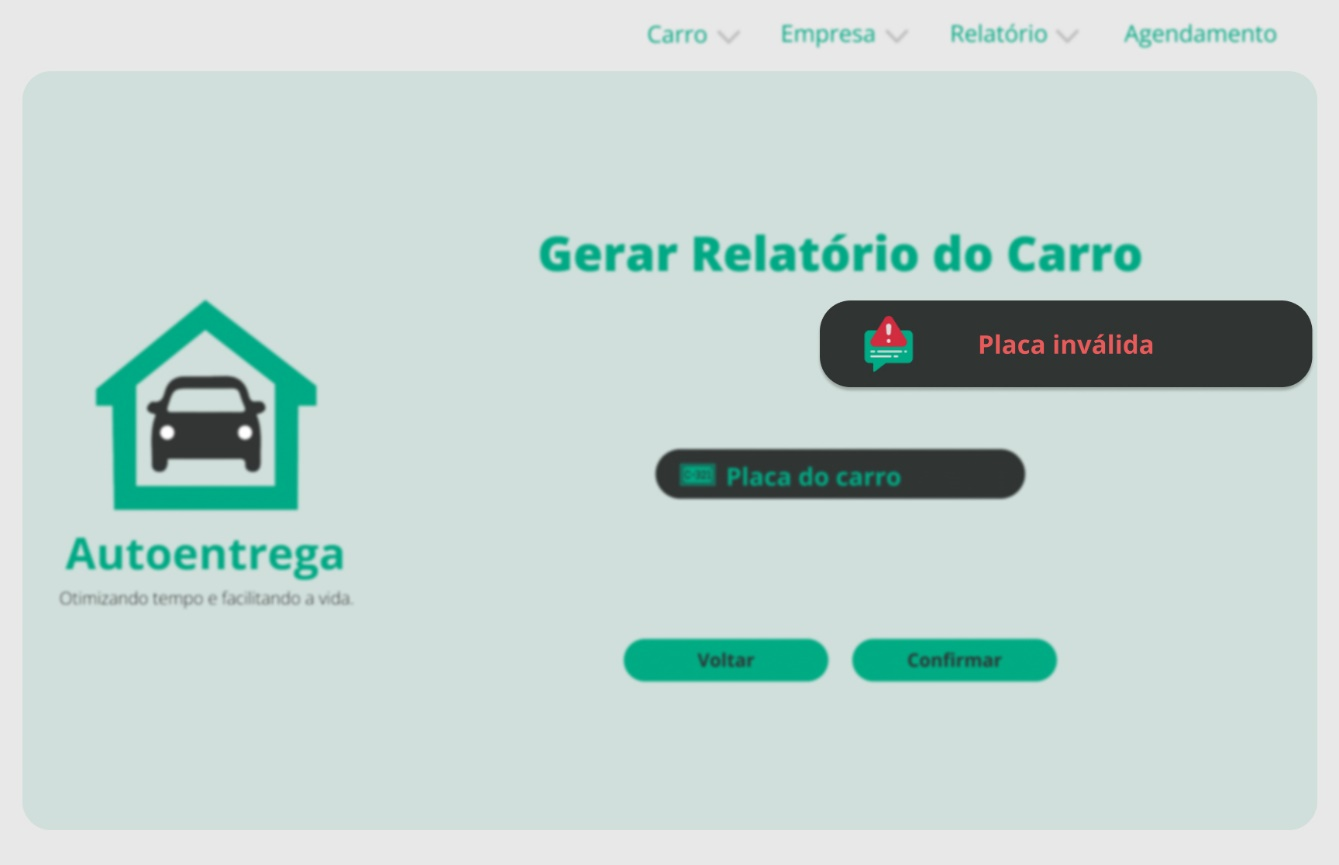 Carro Empresa Relatório Agendamento
Gerar Relatório do Carro
Placa inválida
Placa do carro
Autoentrega
Otimizando tempo e facilitando a vida.
Voltar Confirmar